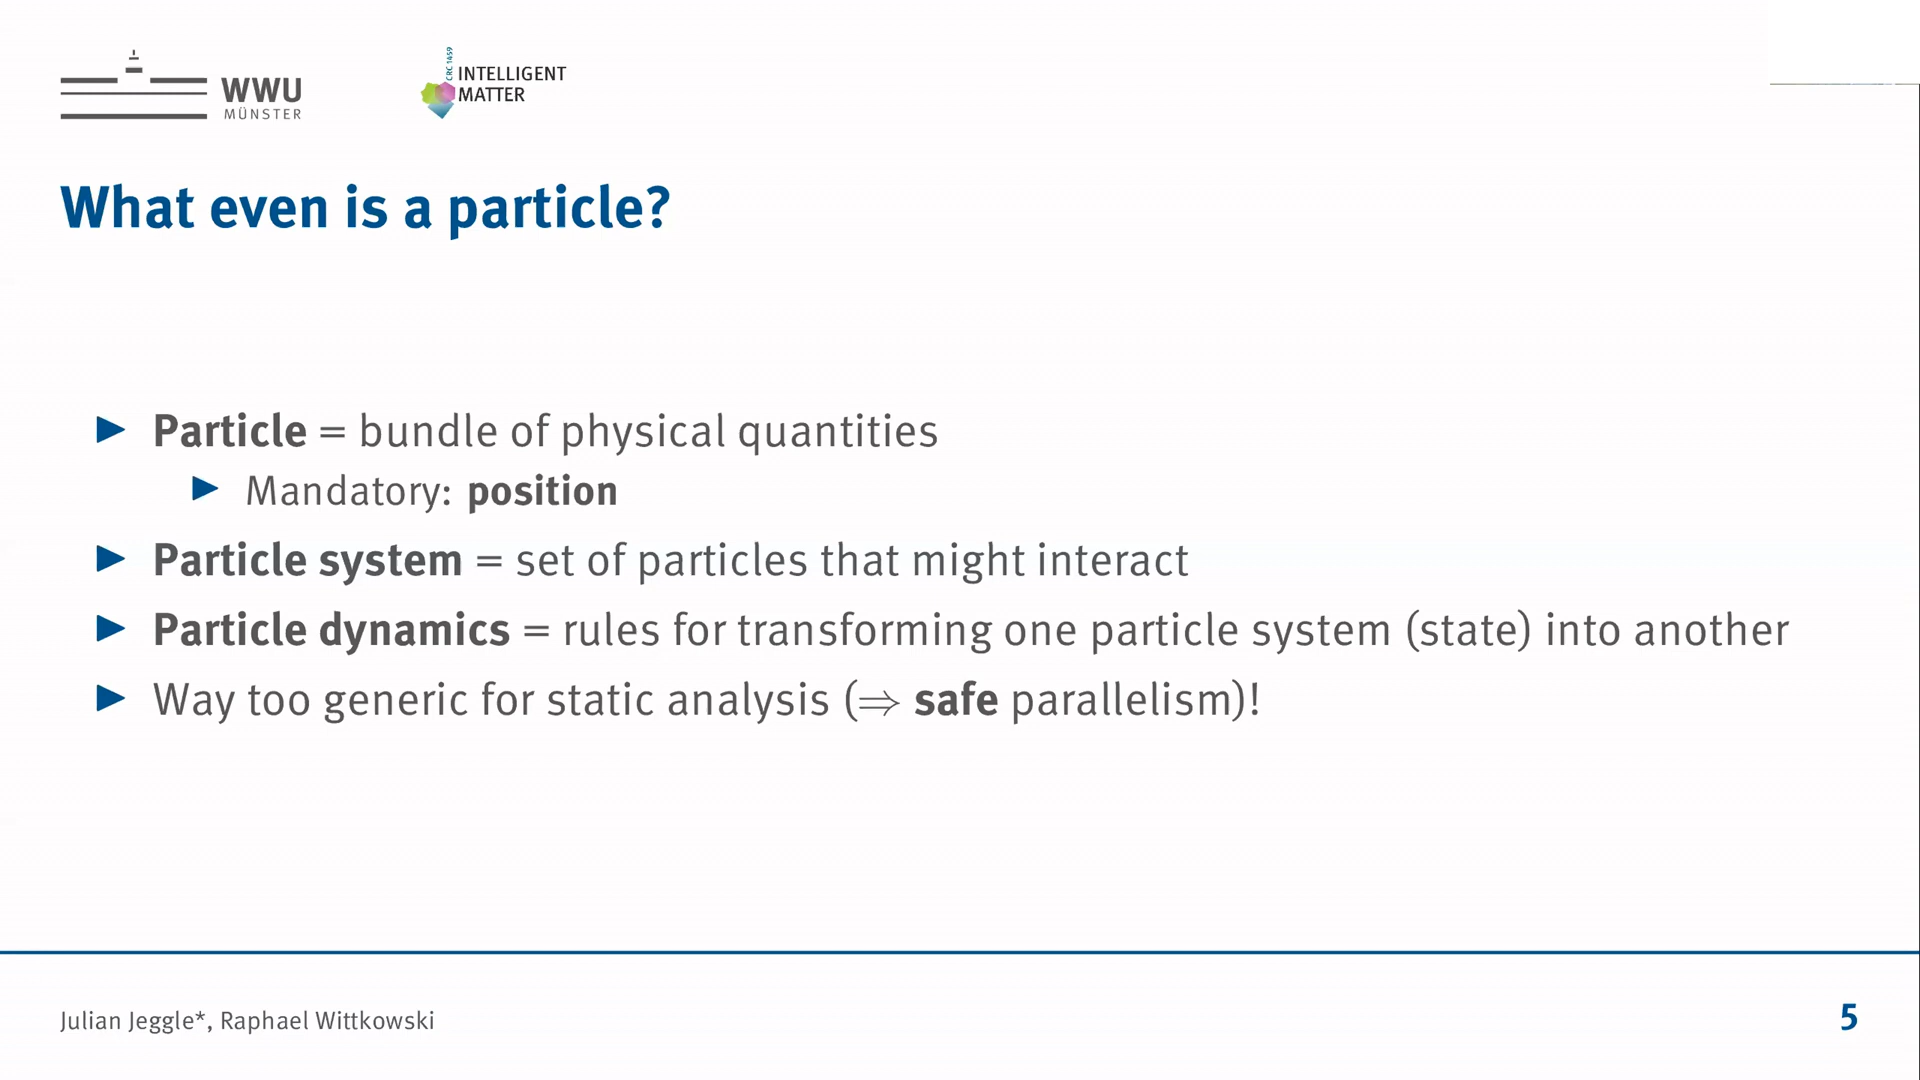 WWU
MÜNSTER
CRC 1459
INTELLIGENT
MATTER
What even is a particle?
Particle = bundle of physical quantities
Mandatory: position
Particle system = set of particles that might interact
Particle dynamics = rules for transforming one particle system (state) into another
Way too generic for static analysis (⇒ safe parallelism)!
Julian Jeggle*, Raphael Wittkowski
5